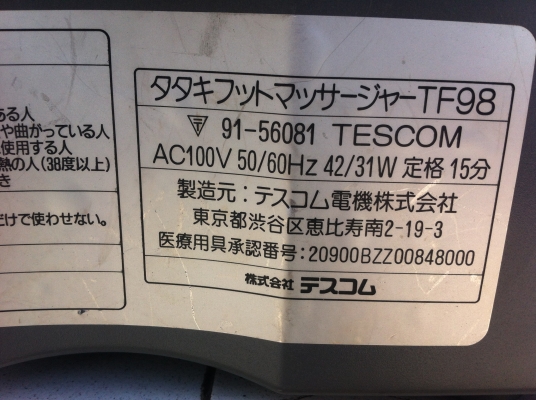 ある人
や曲がっている人
使用する人
熱の人(38度以上)
き
だけで使わせない。
タタキフットマッサージャーTF98
〒 91-56081 TESCOM
AC100V 50/60Hz 42/31W 定格 15分
製造元：テスコム電機株式会社
東京都渋谷区恵比寿南2-19-3
医療用具承認番号：20900BZZ00848000
株式会社 テスコム